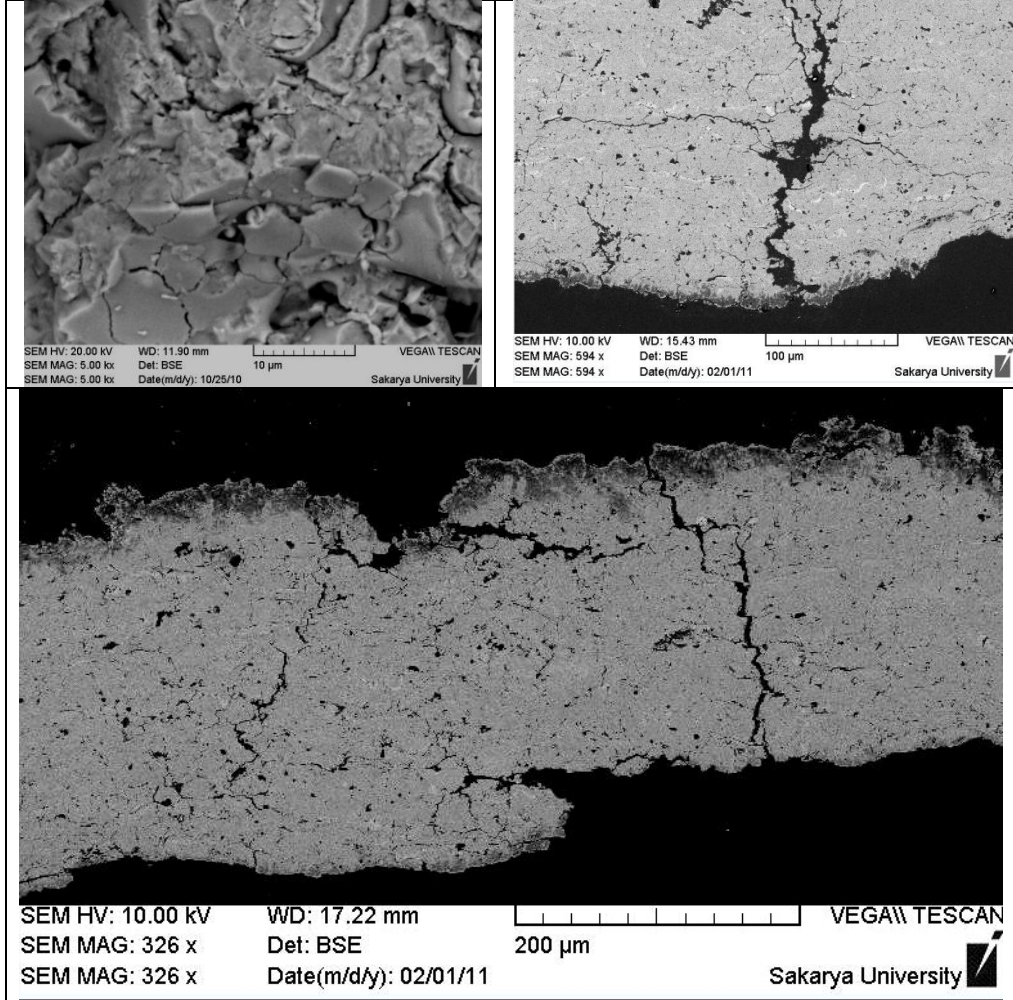 SEM HV: 20.00 kV WD: 11.90 mm VEGA\\ TESCAN
SEM MAG: 5.00 kx Det: BSE 10 µm
SEM MAG: 5.00 kx Date(m/d/y): 10/25/10 Sakarya University
SEM HV: 10.00 kV WD: 15.43 mm VEGA\\ TESCAN
SEM MAG: 594 x Det: BSE 100 µm
SEM MAG: 594 x Date(m/d/y): 02/01/11 Sakarya University
SEM HV: 10.00 kV WD: 17.22 mm VEGA\\ TESCAN
SEM MAG: 326 x Det: BSE 200 µm
SEM MAG: 326 x Date(m/d/y): 02/01/11 Sakarya University